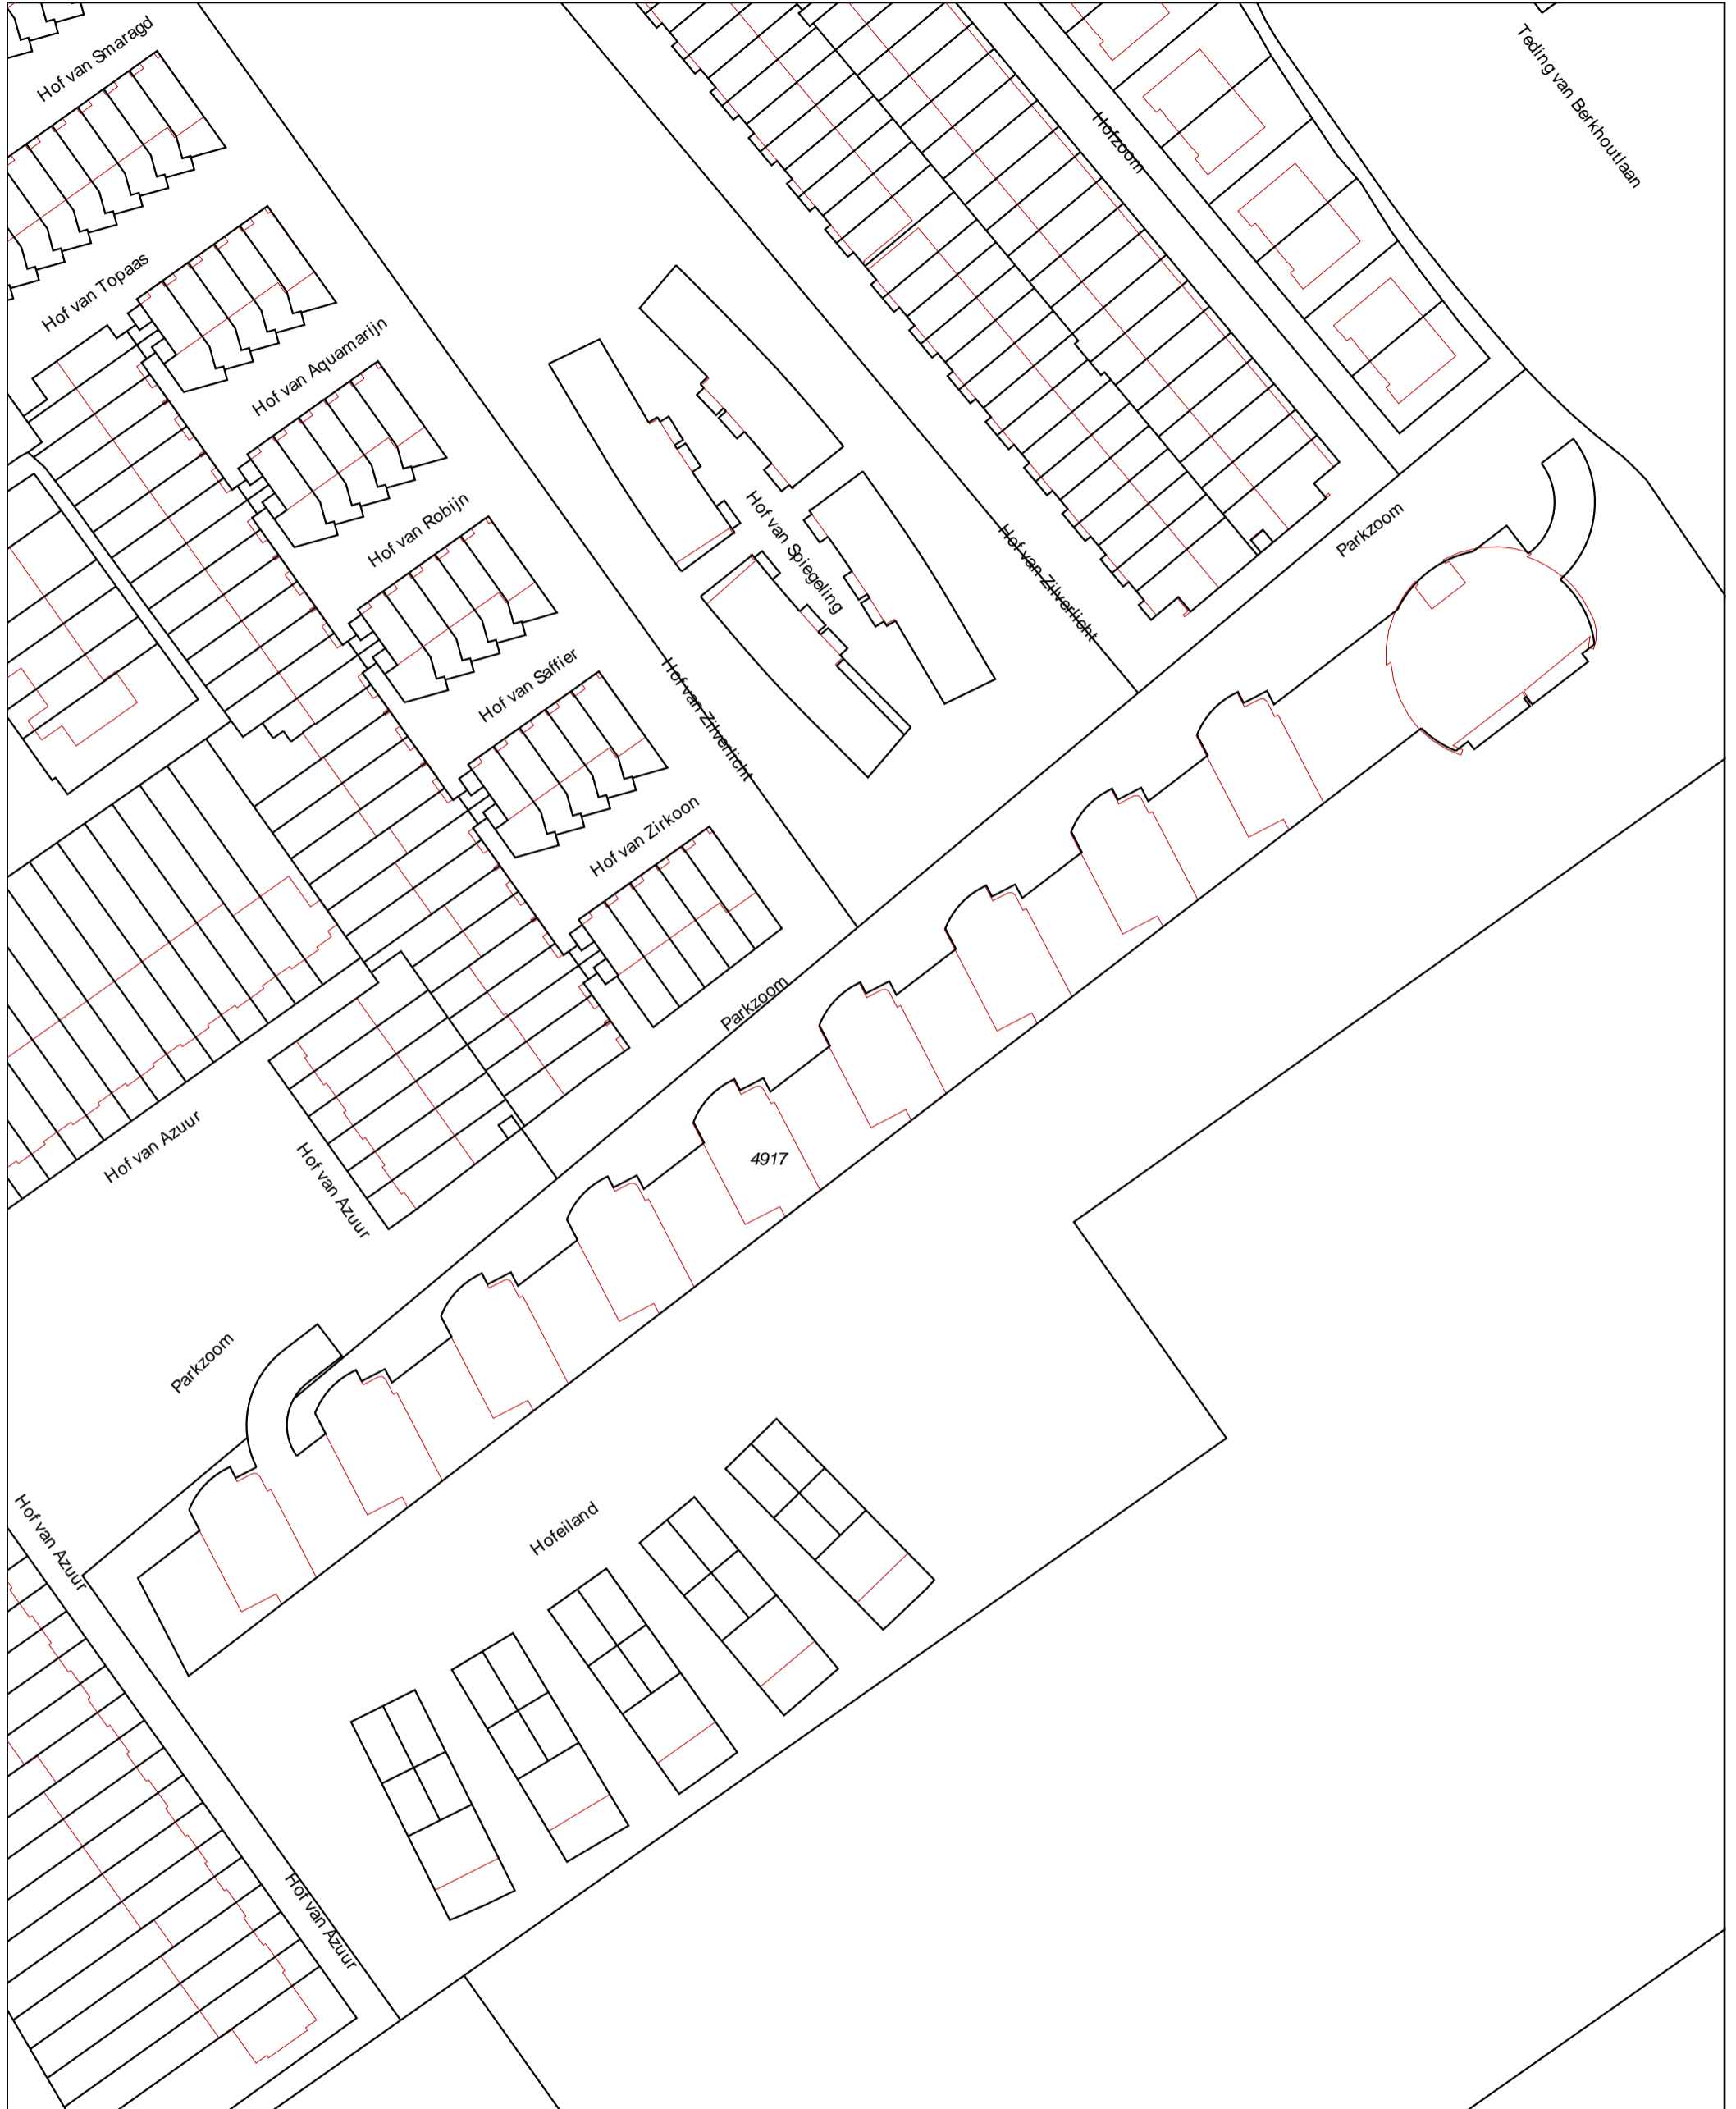 Hof van Smaragd
Teding van Berkhoutlaan
Hofzoom
Hof van Topaas
Hof van Aquamarijn
Hof van Robijn
Hof van Spiegeling
Hof van Zilverlicht
Parkzoom
Hof van Saffier
Hof van Zilverlicht
Hof van Zirkoon
Parkzoom
Hof van Azuur
Hof van Azuur
4917
Parkzoom
Hof van Azuur
Hofeiland
Hof van Azuur